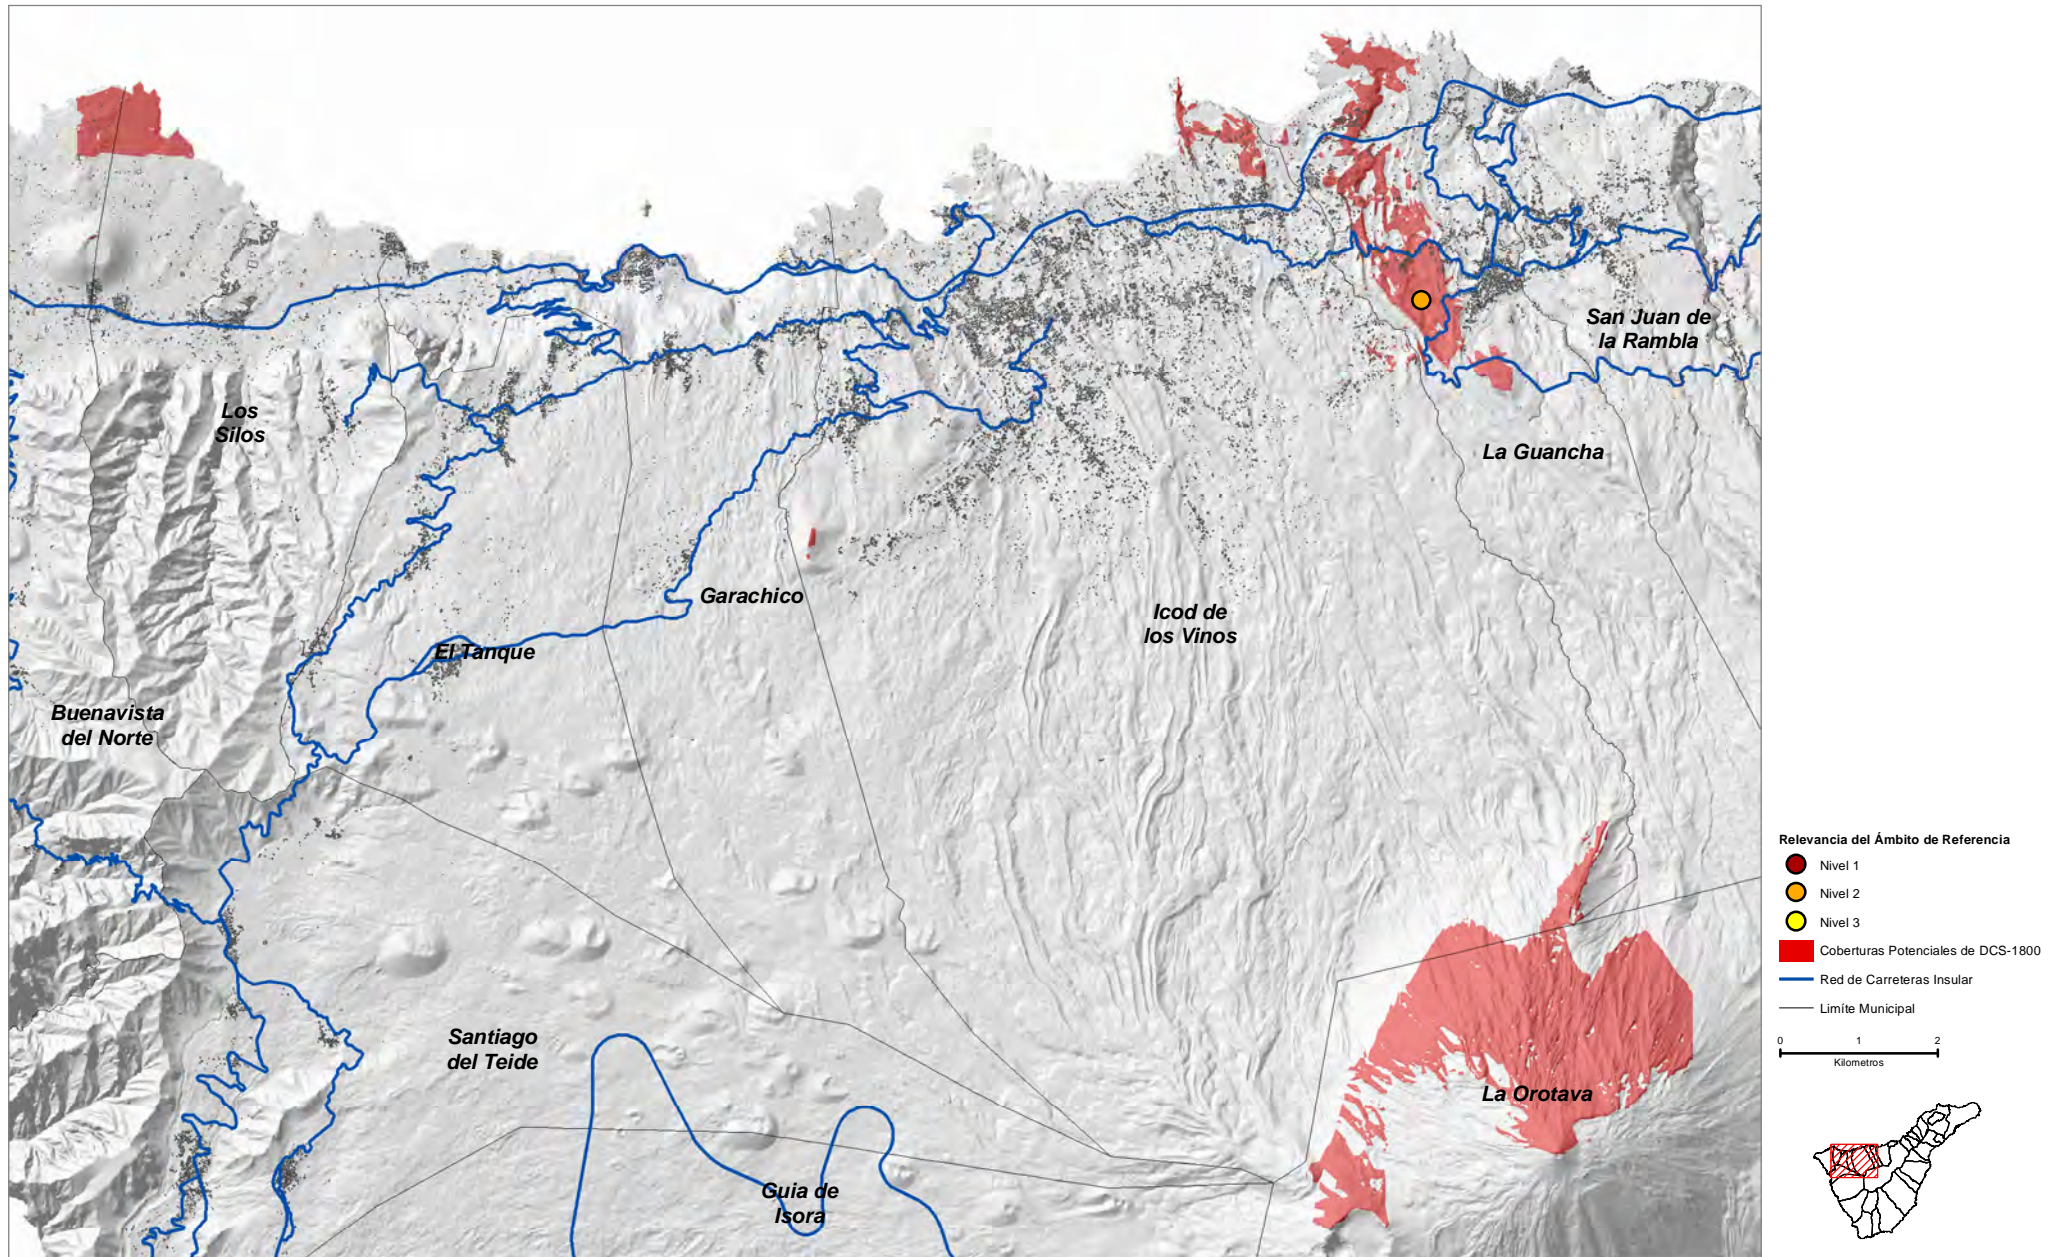 San Juan de
la Rambla
Los
Silos
La Guancha
Garachico
Icod de
los Vinos
El Tanque
Buenavista
del Norte
Santiago
del Teide
La Orotava
Guia de
Isora
Relevancia del Ámbito de Referencia
Nivel 1
Nivel 2
Nivel 3
Coberturas Potenciales de DCS-1800
Red de Carreteras Insular
Limíte Municipal
0 1 2
Kilometros